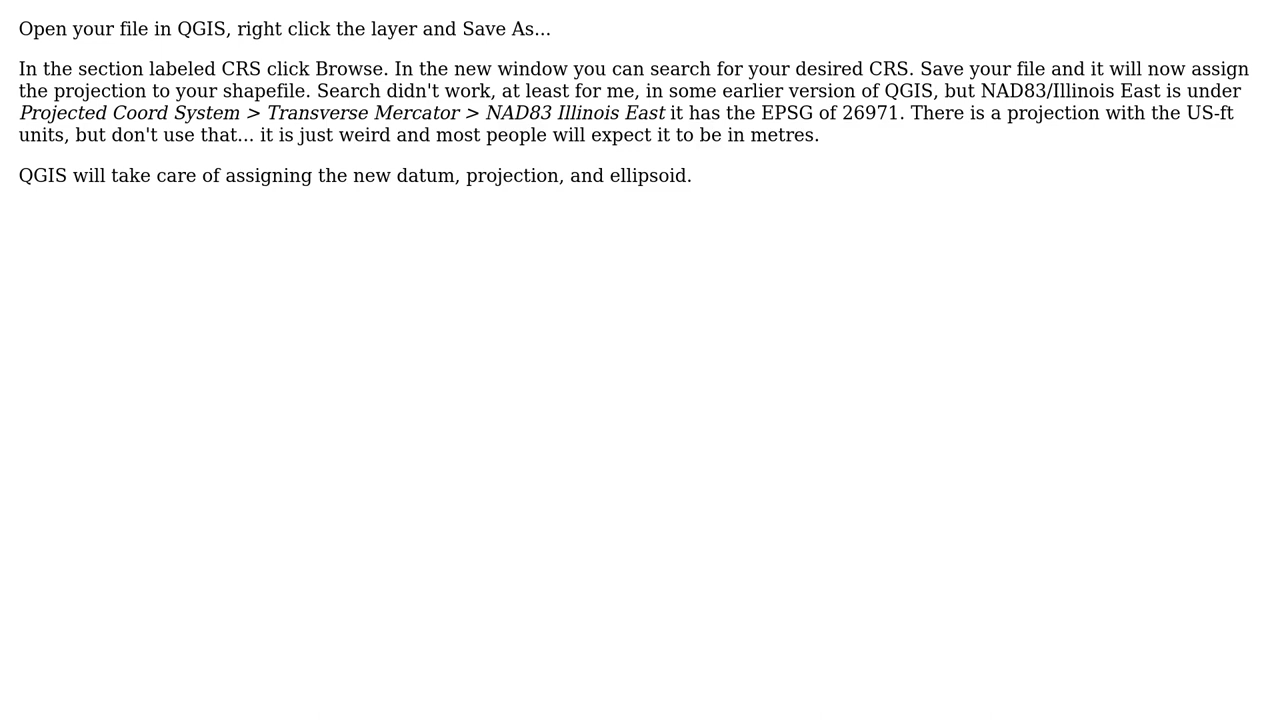 Open your file in QGIS, right click the layer and Save As...
In the section labeled CRS click Browse. In the new window you can search for your desired CRS. Save your file and it will now assign
the projection to your shapefile. Search didn't work, at least for me, in some earlier version of QGIS, but NAD83/Illinois East is under
Projected Coord System > Transverse Mercator > NAD83 Illinois East it has the EPSG of 26971. There is a projection with the US-ft
units, but don't use that... it is just weird and most people will expect it to be in metres.
QGIS will take care of assigning the new datum, projection, and ellipsoid.